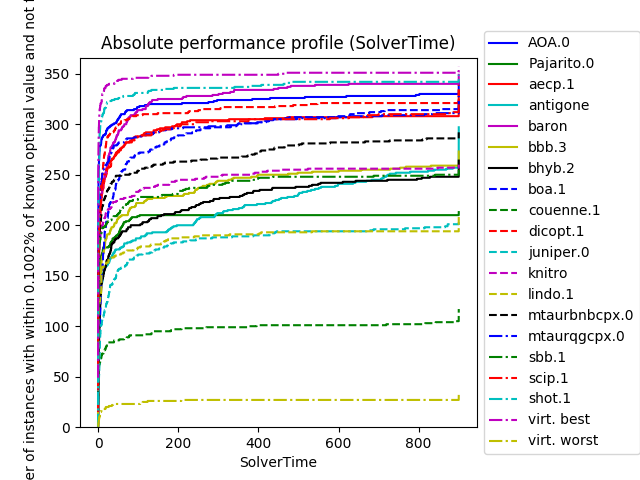 Absolute performance profile (SolverTime)
of instances with within 0.1002% of known optimal value and not
350
300
250
200
150
100
50
0
0 200 400 600 800
SolverTime
AOA.0
Pajarito.0
aecp.1
antigone
baron
bbb.3
bhyb.2
boa.1
couenne.1
dicopt.1
juniper.0
knitro
lindo.1
mtaurbnbcpx.0
mtaurqgcpx.0
sbb.1
scip.1
shot.1
virt. best
virt. worst